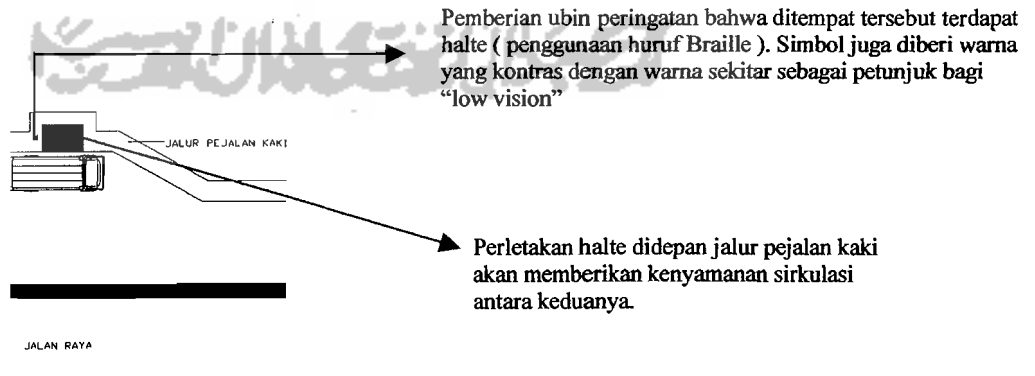 Pemberian ubin peringatan bahwa ditempat tersebut terdapat
halte ( penggunaan huruf Braille ). Simbol juga diberi warna
yang kontras dengan warna sekitar sebagai petunjuk bagi
“low vision”
JALUR PEJALAN KAKI
Perletakan halte didepan jalur pejalan kaki
akan memberikan kenyamanan sirkulasi
antara keduanya.
JALAN RAYA